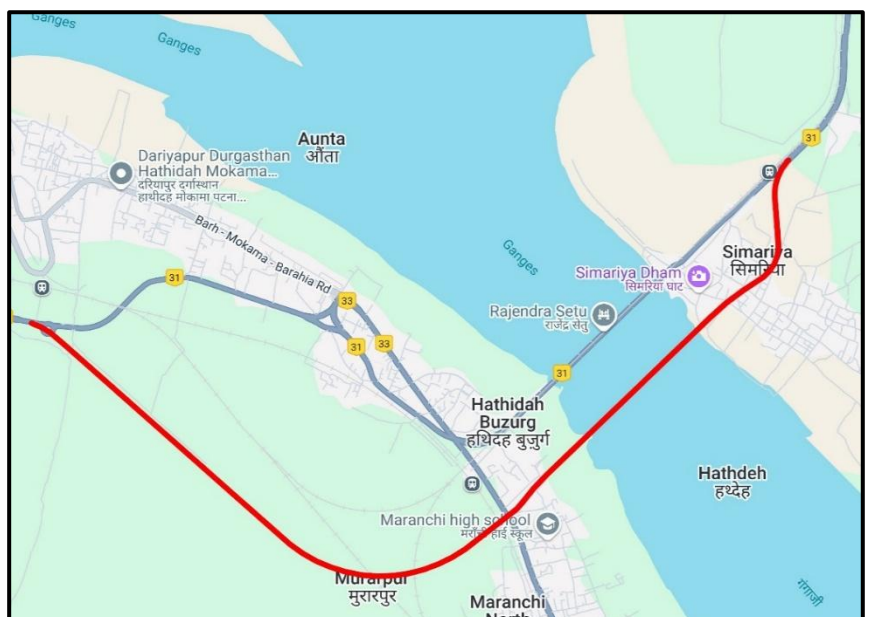 Ganges
Ganges
31
Aunta
औंता
Dariyapur Durgasthan
Hathidah Mokama...
दरियापुर दुर्गास्थान
हाथीदह मोकामा पटना...
Barh - Mokama - Barahia Rd
Ganges
Simariya
सिमरिया
Simariya Dham
सिमरिया घाट
31
33
Rajendra Setu
राजेंद्र सेतु
31
33
31
Hathidah
Buzurg
हथिदह बुज़ुर्ग
Hathdeh
हथ्देह
Maranchi high school
मराँची हाई स्कूल
Murarpur
मुरारपुर
गंगाजी
Maranchi
North